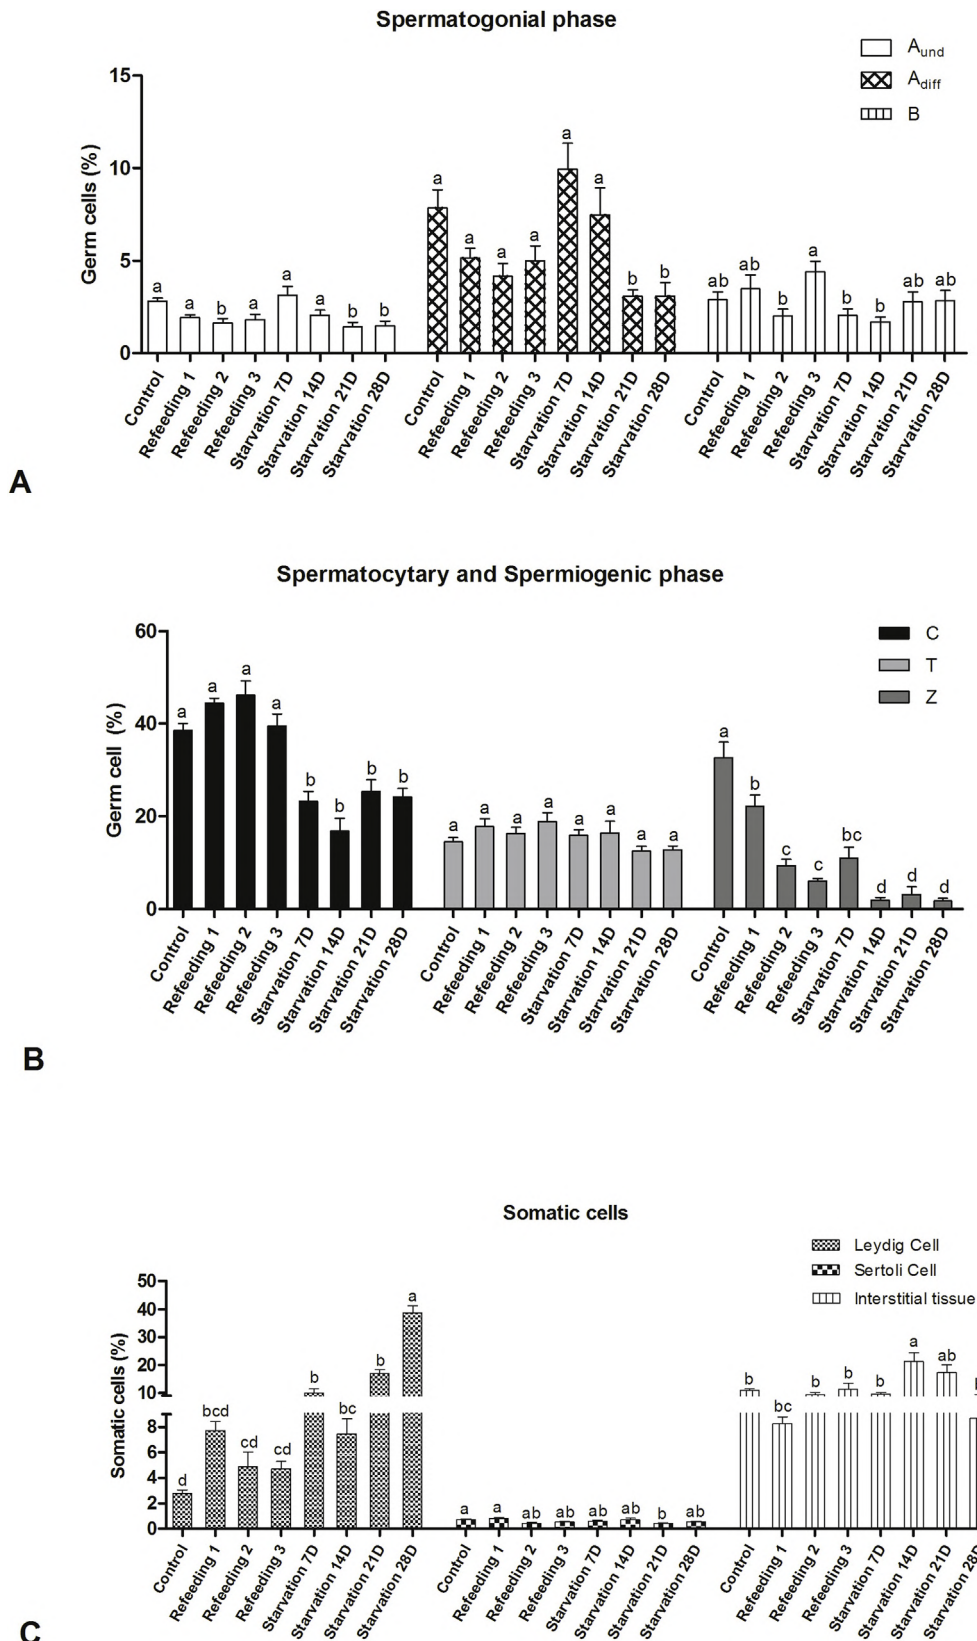 Spermatogonial phase
Aund
Adiff
B
15
10
5
0
Germ cells (%)
a a b a a a b b
a a a a a a b b
ab ab b a b b ab ab
Control Refeeding 1 Refeeding 2 Refeeding 3 Starvation 7D Starvation 14D Starvation 21D Starvation 28D
Control Refeeding 1 Refeeding 2 Refeeding 3 Starvation 7D Starvation 14D Starvation 21D Starvation 28D
Control Refeeding 1 Refeeding 2 Refeeding 3 Starvation 7D Starvation 14D Starvation 21D Starvation 28D
A
Spermatocytary and Spermiogenic phase
C
T
Z
60
40
20
0
Germ cell (%)
a a a a b b b b
a a a a a a a a
a b c c bc d d d
Control Refeeding 1 Refeeding 2 Refeeding 3 Starvation 7D Starvation 14D Starvation 21D Starvation 28D
Control Refeeding 1 Refeeding 2 Refeeding 3 Starvation 7D Starvation 14D Starvation 21D Starvation 28D
Control Refeeding 1 Refeeding 2 Refeeding 3 Starvation 7D Starvation 14D Starvation 21D Starvation 28D
B
Somatic cells
Leydig Cell
Sertoli Cell
Interstitial tissue
50
40
30
20
10
8
6
4
2
0
Somatic cells (%)
d bcd cd cd b bc b a
a a ab ab ab ab b ab
b bc b b b a ab
Control Refeeding 1 Refeeding 2 Refeeding 3 Starvation 7D Starvation 14D Starvation 21D Starvation 28D
Control Refeeding 1 Refeeding 2 Refeeding 3 Starvation 7D Starvation 14D Starvation 21D Starvation 28D
Control Refeeding 1 Refeeding 2 Refeeding 3 Starvation 7D Starvation 14D Starvation 21D Starvation 28D
C